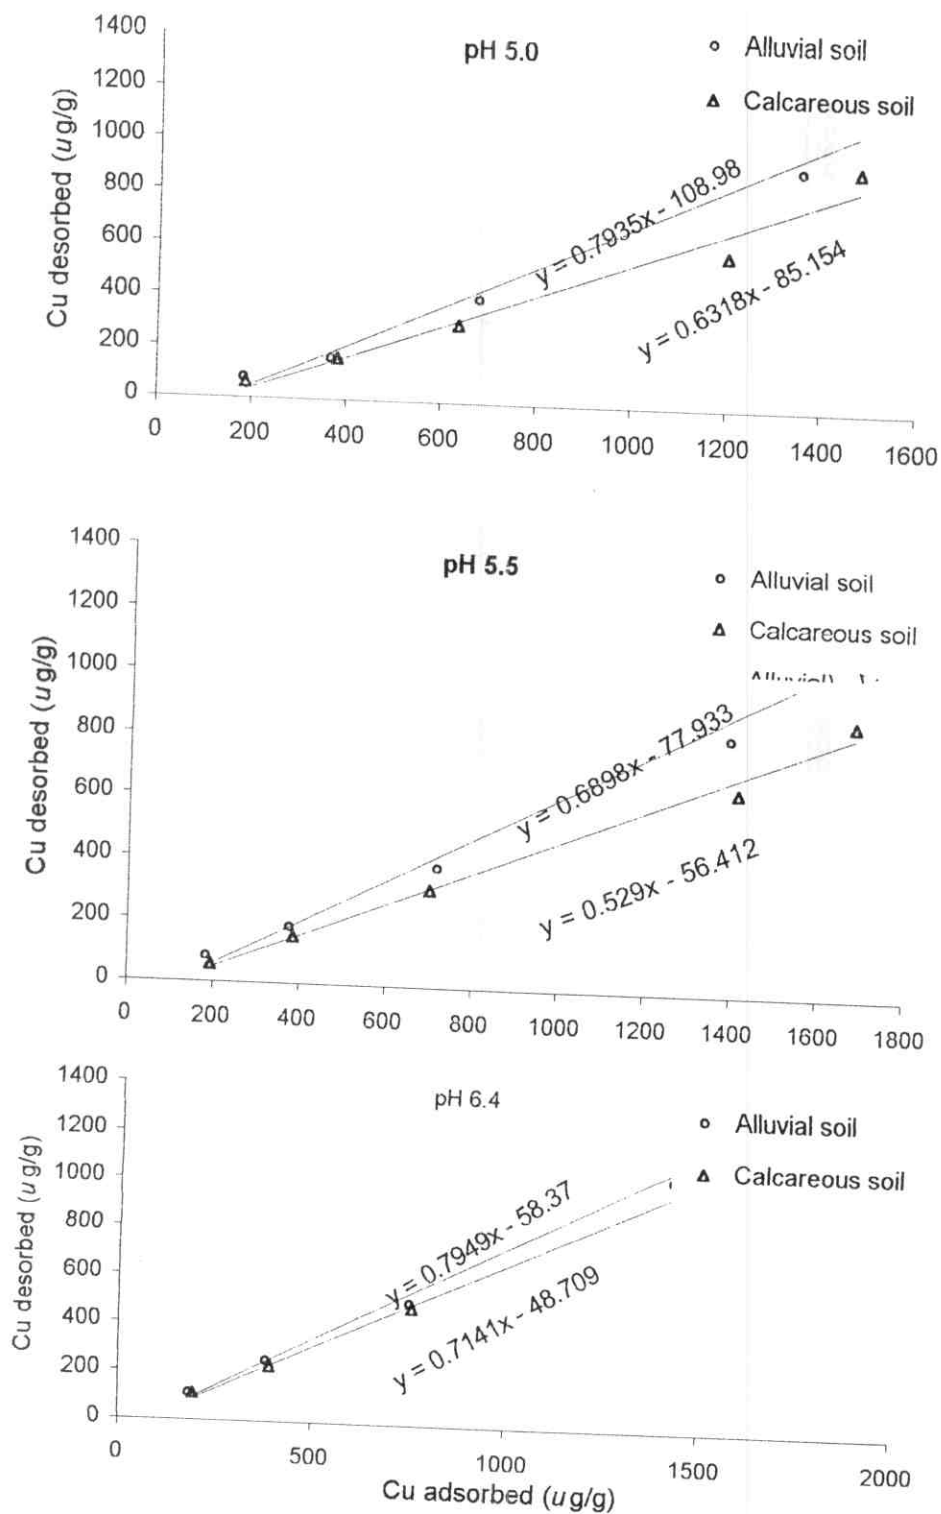 1400
pH 5.0
Alluvial soil
1200
Calcareous soil
1000
800
600
400
200
0
Cu desorbed (ug/g)
y = 0.7935x - 108.98
y = 0.6318x - 85.154
0 200 400 600 800 1000 1200 1400 1600
1400
pH 5.5
Alluvial soil
1200
Calcareous soil
1000
800
600
400
200
0
Cu desorbed (ug/g)
y = 0.6898x - 77.933
y = 0.529x - 56.412
0 200 400 600 800 1000 1200 1400 1600 1800
1400
pH 6.4
Alluvial soil
1200
Calcareous soil
1000
800
600
400
200
0
Cu desorbed (ug/g)
y = 0.7949x - 58.37
y = 0.7141x - 48.709
0 500 1000 1500 2000
Cu adsorbed (ug/g)